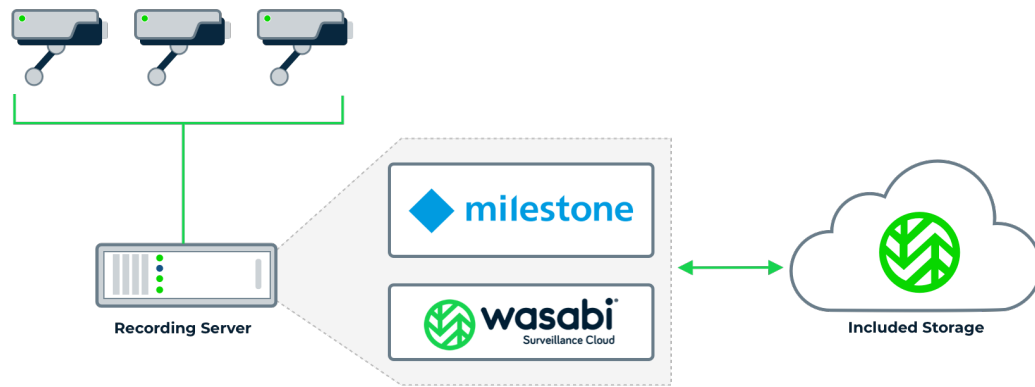 milestone
wasabi
Surveillance Cloud
Recording Server
Included Storage